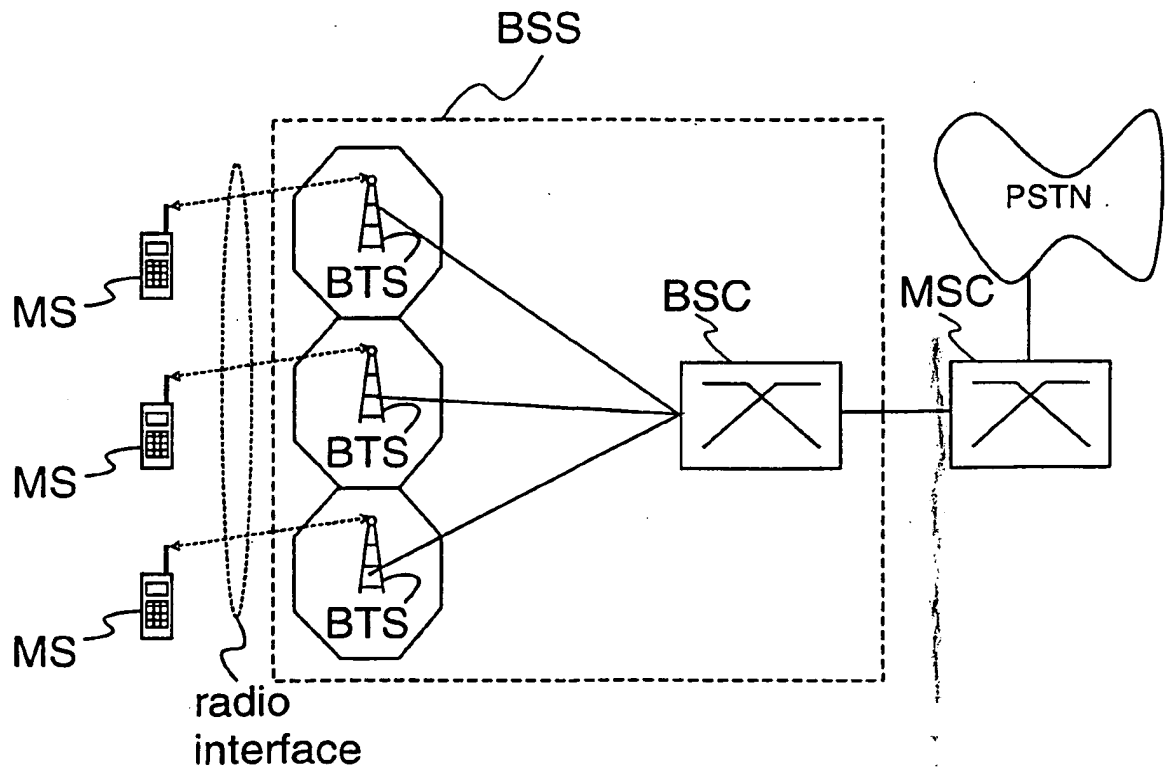 BSS
PSTN
MS
BTS
BSC
MSC
MS
BTS
MS
BTS
radio
interface